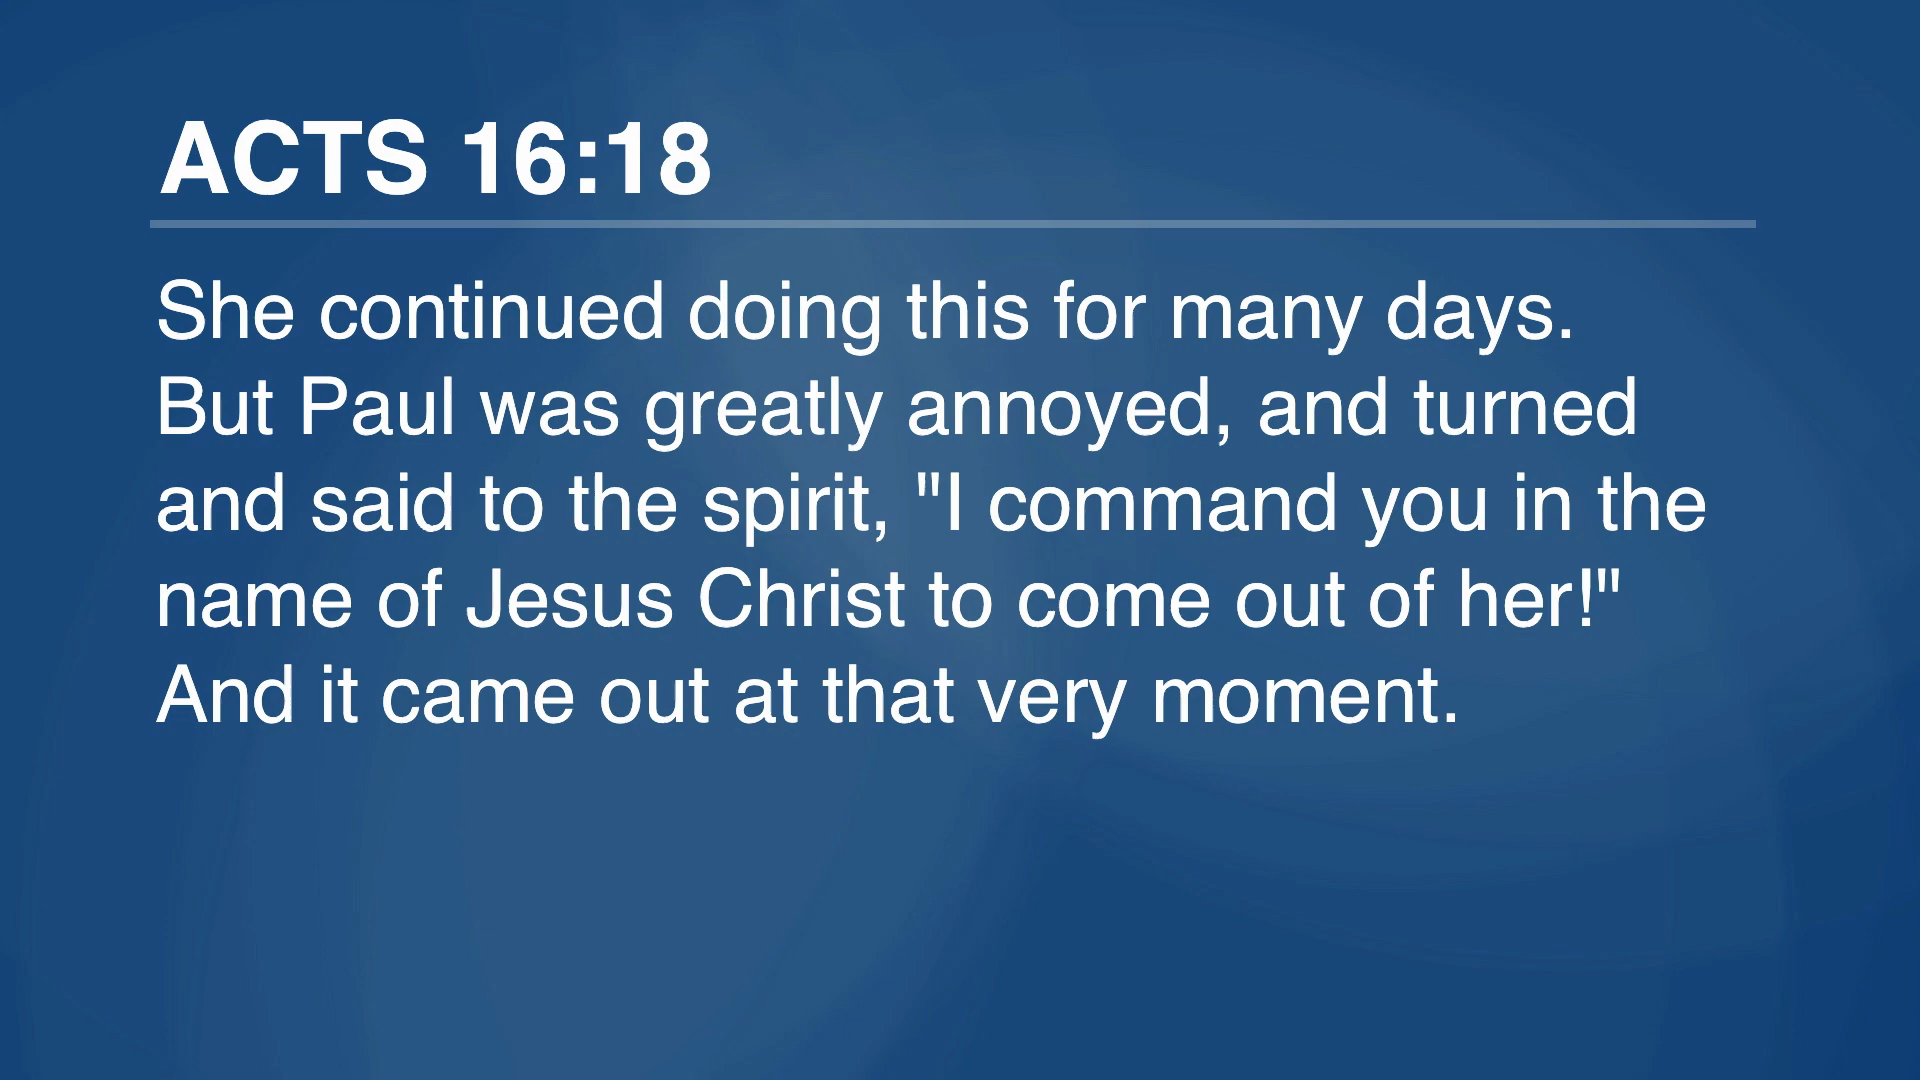 ACTS 16:18
She continued doing this for many days.
But Paul was greatly annoyed, and turned
and said to the spirit, "I command you in the
name of Jesus Christ to come out of her!"
And it came out at that very moment.